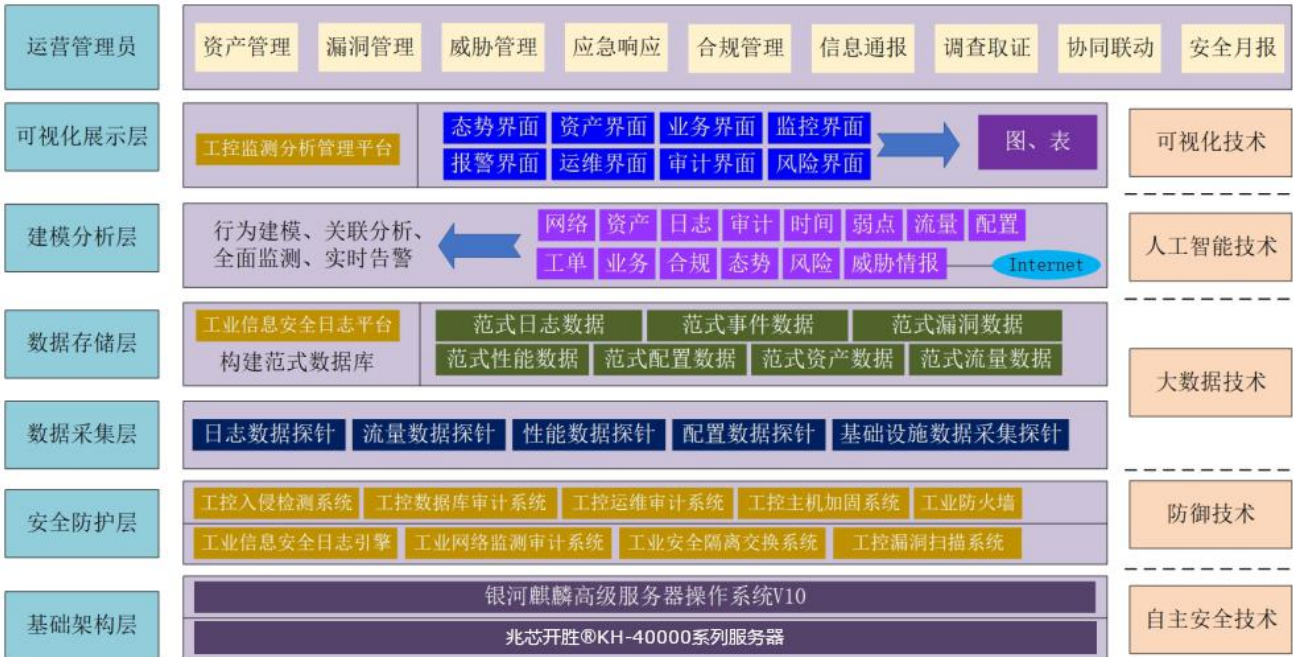 运营管理员
资产管理 漏洞管理 威胁管理 应急响应 合规管理 信息通报 调查取证 协同联动 安全月报
可视化展示层
工控监测分析管理平台
态势界面 资产界面 业务界面 监控界面
报警界面 运维界面 审计界面 风险界面
图、表
可视化技术
建模分析层
行为建模、关联分析、
全面监测、实时告警
网络 资产 日志 审计 时间 弱点 流量 配置
工单 业务 合规 态势 风险 威胁情报
Internet
人工智能技术
数据存储层
工业信息安全日志平台
构建范式数据库
范式日志数据 范式事件数据 范式漏洞数据
范式性能数据 范式配置数据 范式资产数据 范式流量数据
大数据技术
数据采集层
日志数据探针 流量数据探针 性能数据探针 配置数据探针 基础设施数据采集探针
安全防护层
工控入侵检测系统 工控数据库审计系统 工控运维审计系统 工控主机加固系统 工业防火墙
工业信息安全日志引擎 工业网络监测审计系统 工业安全隔离交换系统 工控漏洞扫描系统
防御技术
基础架构层
银河麒麟高级服务器操作系统V10
兆芯开胜®KH-40000系列服务器
自主安全技术